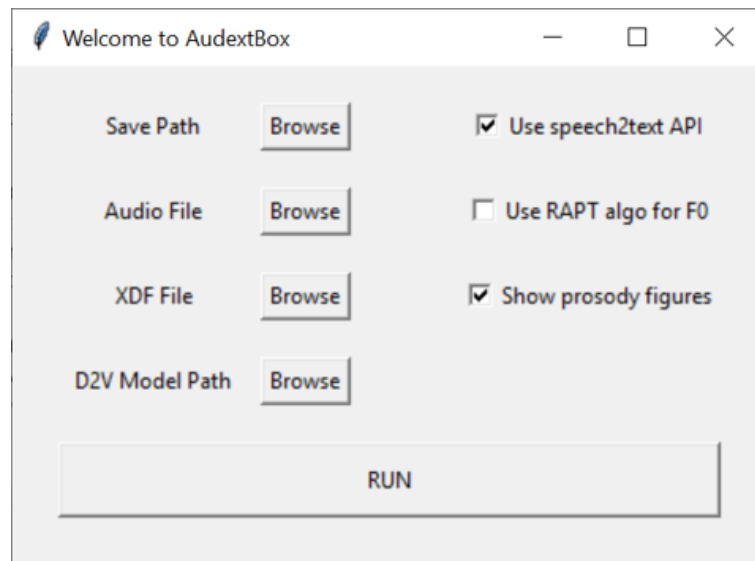 Welcome to AudextBox
Save Path Browse Use speech2text API
Audio File Browse Use RAPT algo for F0
XDF File Browse Show prosody figures
D2V Model Path Browse
RUN